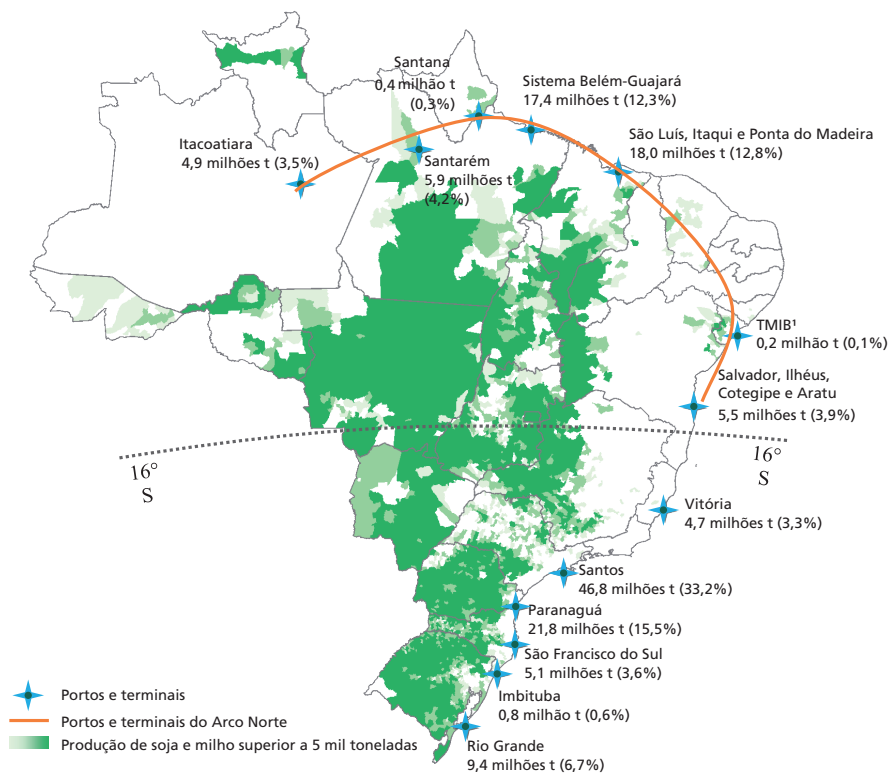 Santana
0,4 milhão t
(0,3%)
Sistema Belém-Guajará
17,4 milhões t (12,3%)
Itacoatiara
4,9 milhões t (3,5%)
São Luís, Itaqui e Ponta do Madeira
18,0 milhões t (12,8%)
Santarém
5,9 milhões t
(4,2%)
TMIB¹
0,2 milhão t (0,1%)
Salvador, Ilhéus,
Cotegipe e Aratu
5,5 milhões t (3,9%)
16°
S
16°
S
Vitória
4,7 milhões t (3,3%)
Santos
46,8 milhões t (33,2%)
Paranaguá
21,8 milhões t (15,5%)
São Francisco do Sul
5,1 milhões t (3,6%)
Imbituba
0,8 milhão t (0,6%)
Rio Grande
9,4 milhões t (6,7%)
Portos e terminais
Portos e terminais do Arco Norte
Produção de soja e milho superior a 5 mil toneladas